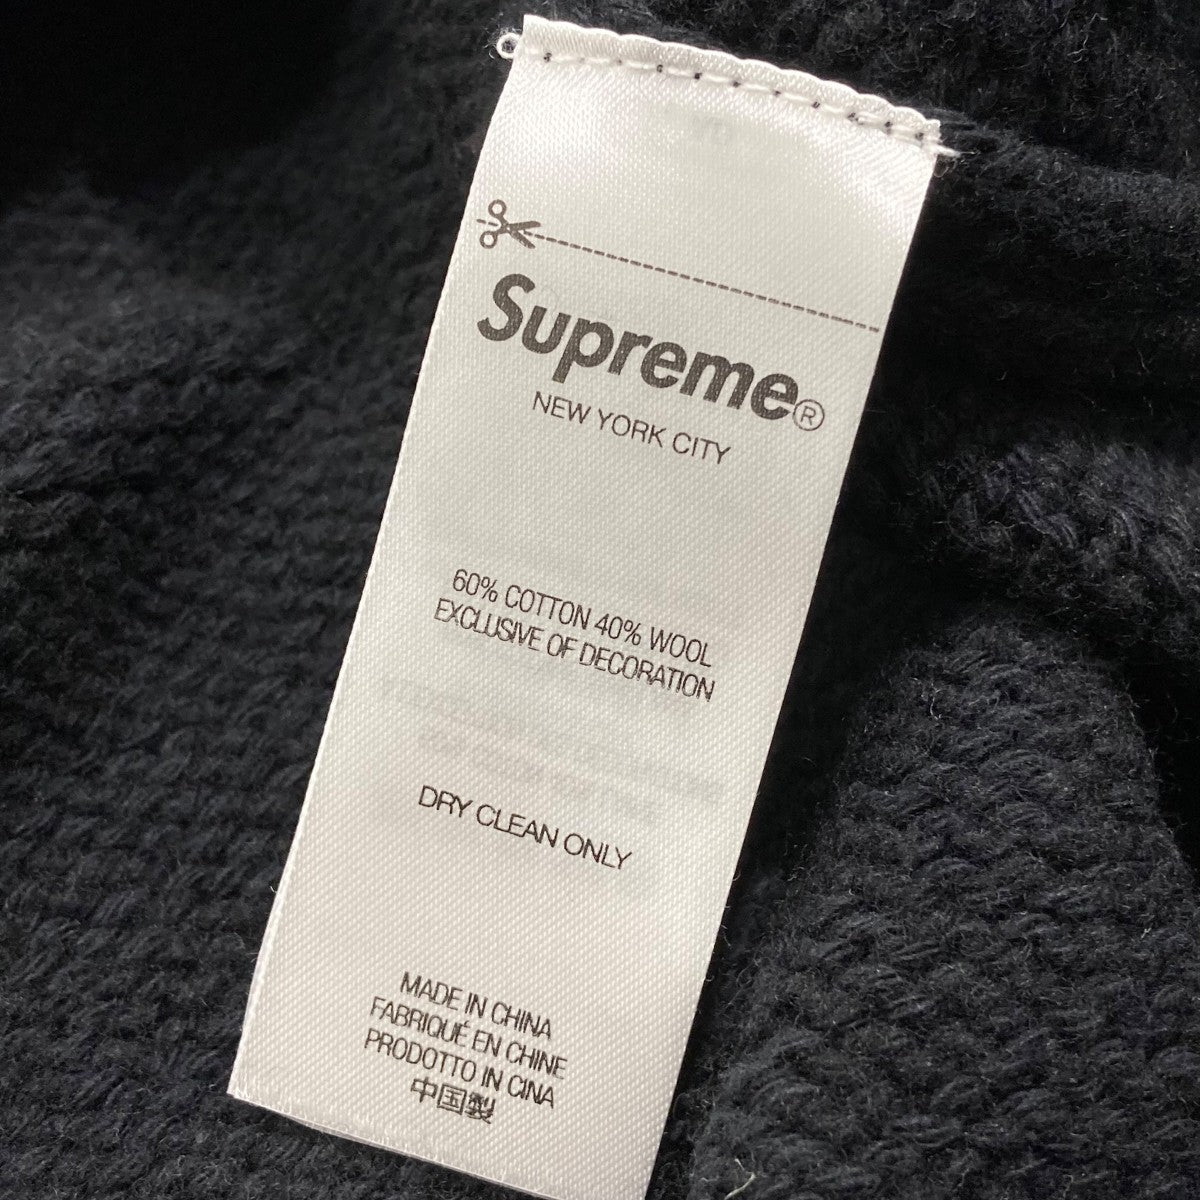 Supreme®
NEW YORK CITY
60% COTTON 40% WOOL
EXCLUSIVE OF DECORATION
DRY CLEAN ONLY
MADE IN CHINA
FABRIQUÉ EN CHINE
PRODOTTO IN CINA
中国製